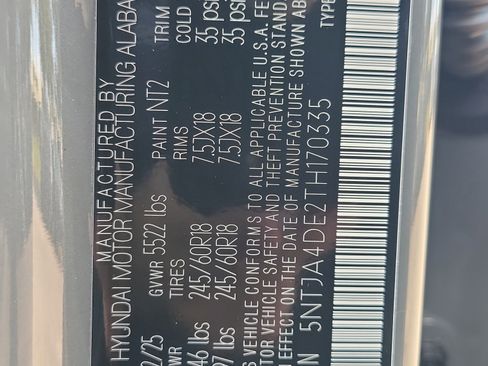 MANUFACTURED BY
HYUNDAI MOTOR MANUFACTURING ALABA
2/25 GVWR 5522 lbs PAINT NT2 TRIM
WR TIRES RIMS COLD
46 lbs 245/60R18 7.5JX18 35 psi
97 lbs 245/60R18 7.5JX18 35 psi
VEHICLE CONFORMS TO ALL APPLICABLE U.S.A. FE
TOR VEHICLE SAFETY AND THEFT PREVENTION STANDAR
EFFECT ON THE DATE OF MANUFACTURE SHOWN AB
N 5NTJA4DE2TH170335 TYPE